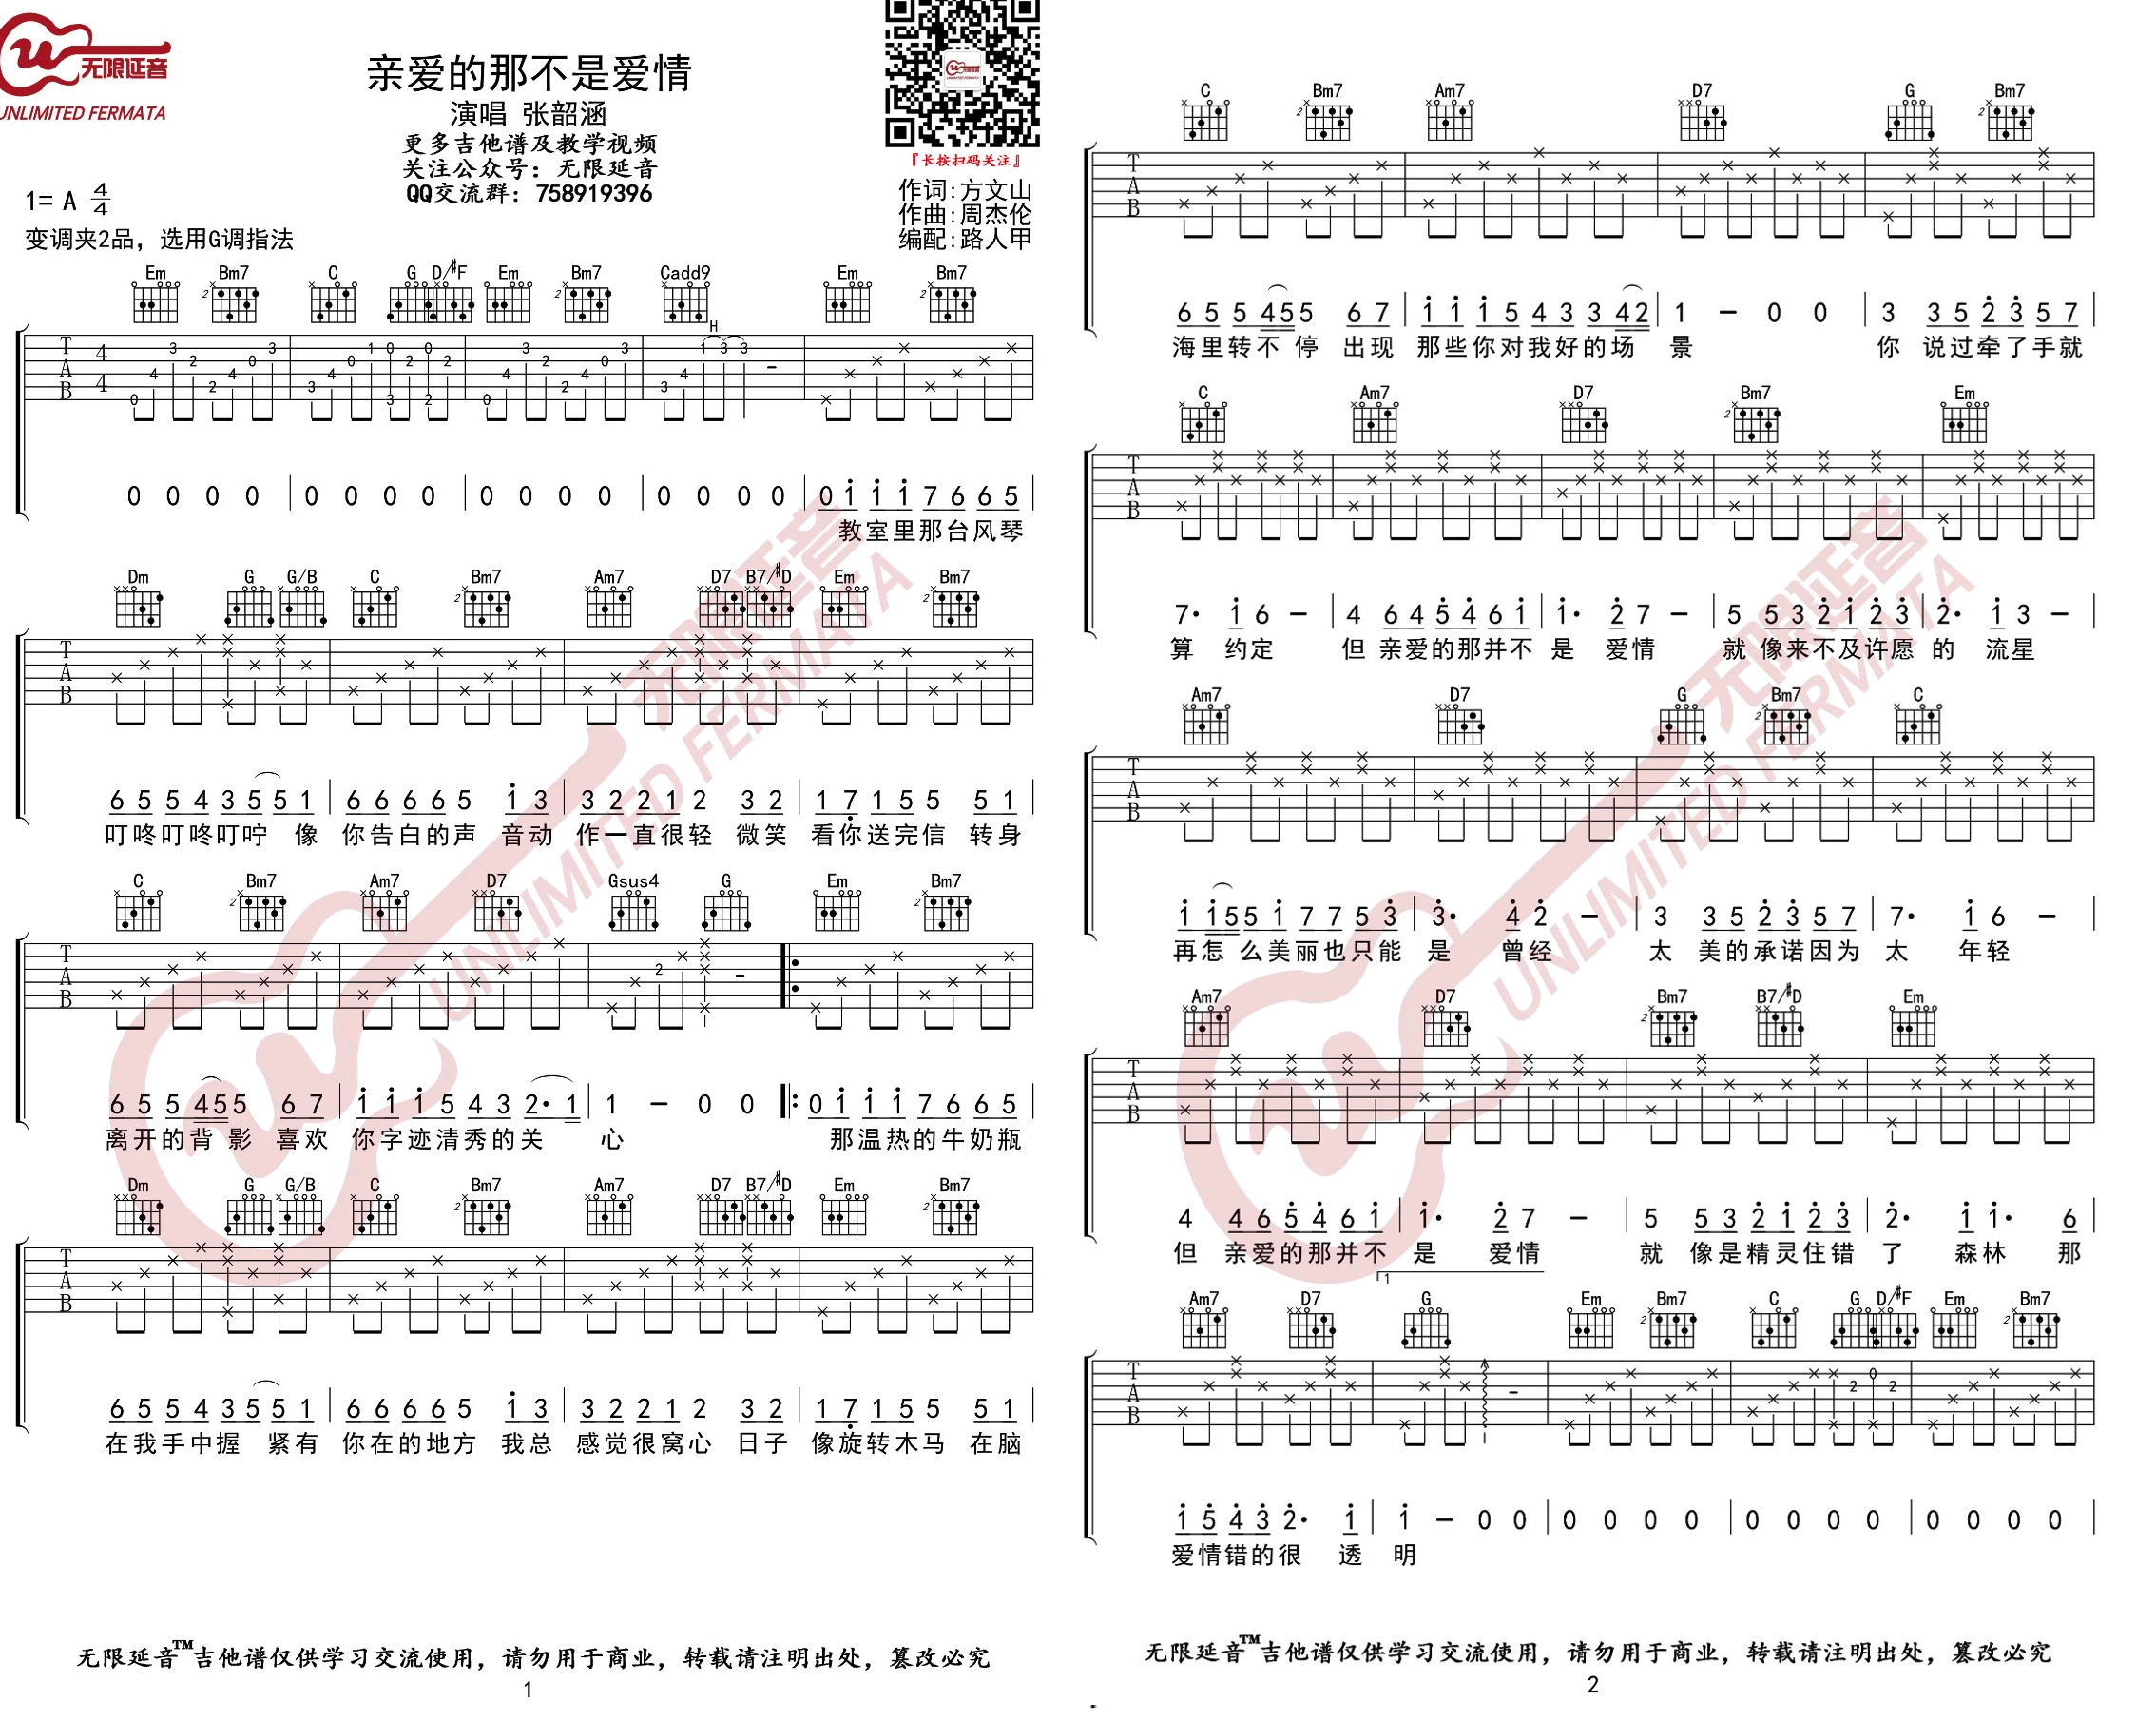 无限延音
UNLIMITED FERMATA
亲爱的那不是爱情
演唱 张韶涵
更多吉他谱及教学视频
关注公众号：无限延音
QQ交流群：758919396
『长按扫码关注』
作词:方文山
作曲:周杰伦
编配:路人甲
1= A 4/4
变调夹2品，选用G调指法
Em Bm7 C G D/#F Em Bm7 Cadd9 Em Bm7
0 0 0 0 | 0 0 0 0 | 0 0 0 0 | 0 0 0 0 | 0 1 1 1 7 6 6 5
教室里那台风琴
Dm G G/B C Bm7 Am7 D7 B7/#D Em Bm7
6 5 5 4 3 5 5 1 | 6 6 6 6 5 1 3 | 3 2 2 1 2 3 2 | 1 7 1 5 5 5 1
叮咚叮咚叮咛 像 你告白的声 音动 作一直很轻 微笑 看你送完信 转身
C Bm7 Am7 D7 Gsus4 G Em Bm7
6 5 5 4 5 5 6 7 | 1 1 1 5 4 3 2· 1 | 1 – 0 0 |: 0 1 1 1 7 6 6 5
离开的背 影 喜欢 你字迹清秀的关 心 那温热的牛奶瓶
Dm G G/B C Bm7 Am7 D7 B7/#D Em Bm7
6 5 5 4 3 5 5 1 | 6 6 6 6 5 1 3 | 3 2 2 1 2 3 2 | 1 7 1 5 5 5 1
在我手中握 紧有 你在的地方 我总 感觉很窝心 日子 像旋转木马 在脑
无限延音™吉他谱仅供学习交流使用，请勿用于商业，转载请注明出处，篡改必究
1
C Bm7 Am7 D7 G Bm7
6 5 5 4 5 5 6 7 | 1 1 1 5 4 3 3 4 2 | 1 – 0 0 | 3 3 5 2 3 5 7
海里转不 停 出现 那些你对我好的场 景 你 说过牵了手就
C Am7 D7 Bm7 Em
7· 1 6 – | 4 6 4 5 4 6 1 | 1· 2 7 – | 5 5 3 2 1 2 3 | 2· 1 3 –
算 约定 但 亲爱的那并不 是 爱情 就 像来不及许愿 的 流星
Am7 D7 G Bm7 C
1 1 5 5 1 7 7 5 3 | 3· 4 2 – | 3 3 5 2 3 5 7 | 7· 1 6 –
再怎 么美丽也只能 是 曾经 太 美的承诺因为 太 年轻
Am7 D7 Bm7 B7/#D Em
4 4 6 5 4 6 1 | 1· 2 7 – | 5 5 3 2 1 2 3 | 2· 1 1· 6
但 亲爱的那并不 是 爱情 就 像是精灵住错 了 森林 那
1
Am7 D7 G Em Bm7 C G D/#F Em Bm7
1 5 4 3 2· 1 | 1 – 0 0 | 0 0 0 0 | 0 0 0 0 | 0 0 0 0
爱情错的很 透 明
无限延音™吉他谱仅供学习交流使用，请勿用于商业，转载请注明出处，篡改必究
2